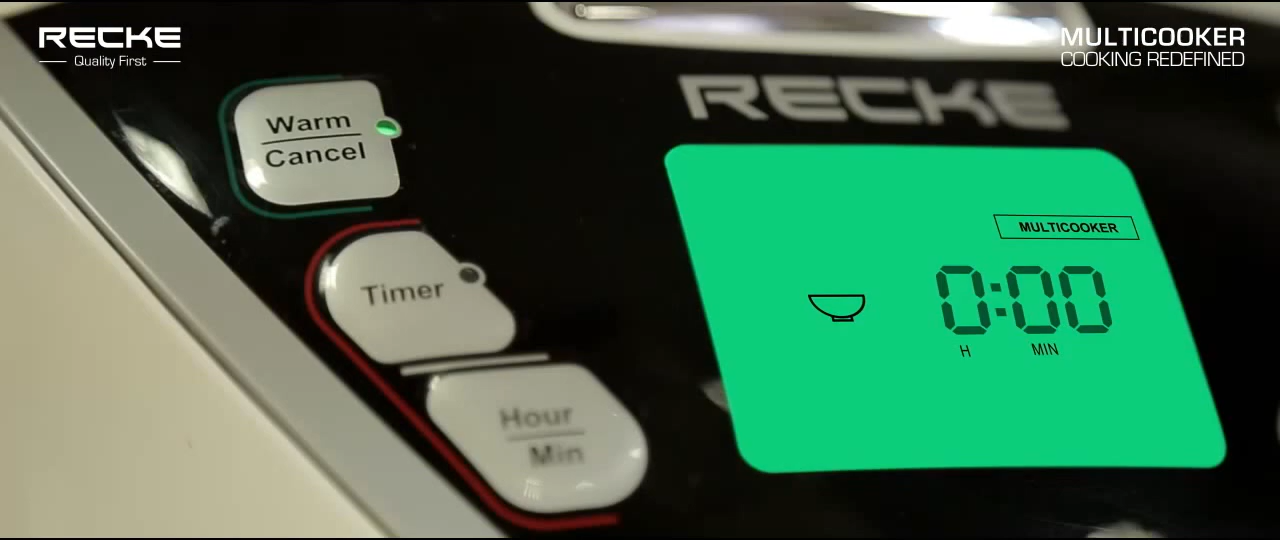 RECKE
Quality First
MULTICOOKER
COOKING REDEFINED
RECKE
Warm
Cancel
Timer
Hour
Min
MULTICOOKER
0:00
H MIN